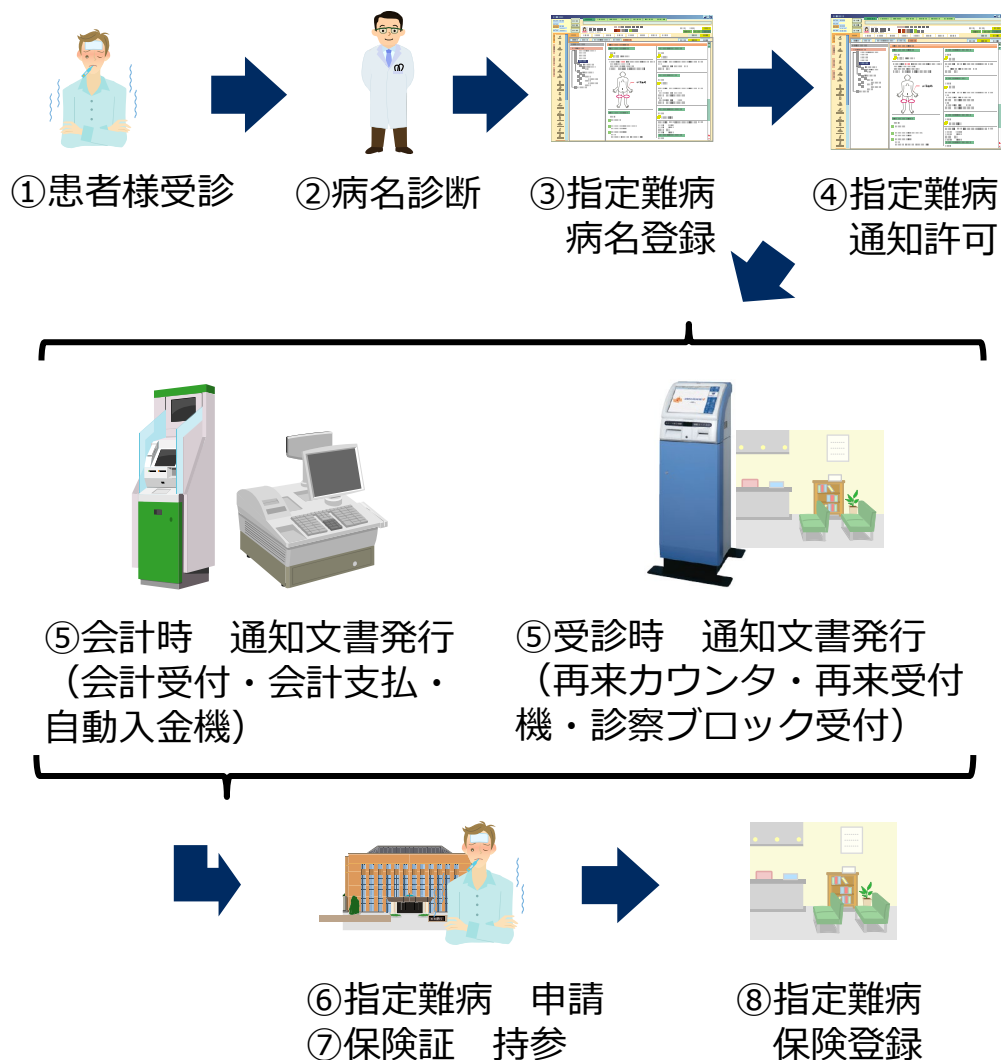 ①患者様受診
②病名診断
③指定難病
病名登録
④指定難病
通知許可
⑤会計時　通知文書発行
（会計受付・会計支払・
自動入金機）
⑤受診時　通知文書発行
（再来カウンタ・再来受付
機・診察ブロック受付）
⑥指定難病　申請
⑦保険証　持参
⑧指定難病
保険登録